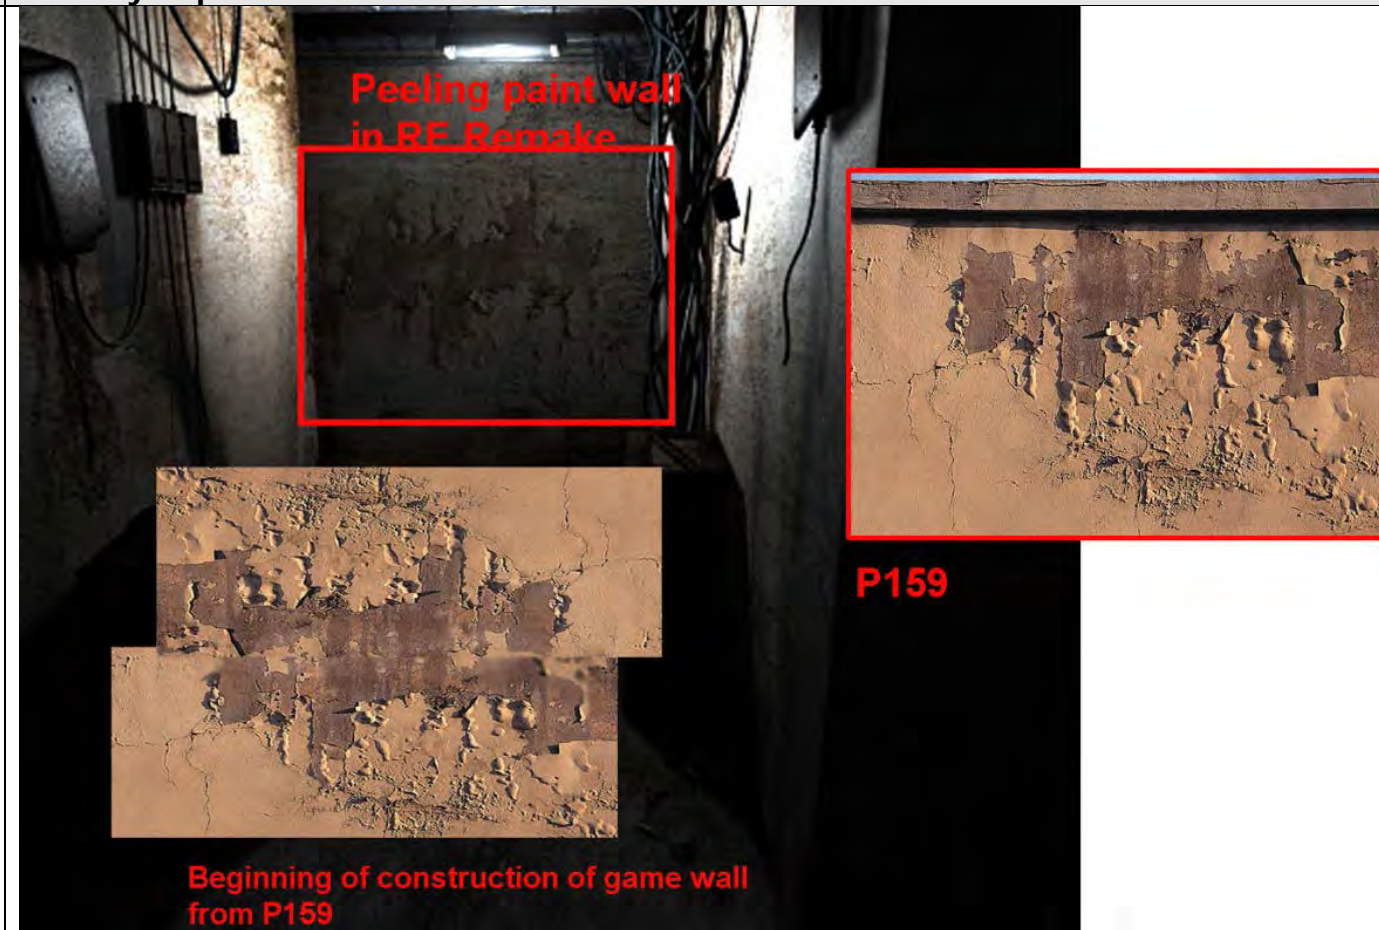 Peeling paint wall
in RE Remake
P159
Beginning of construction of game wall
from P159